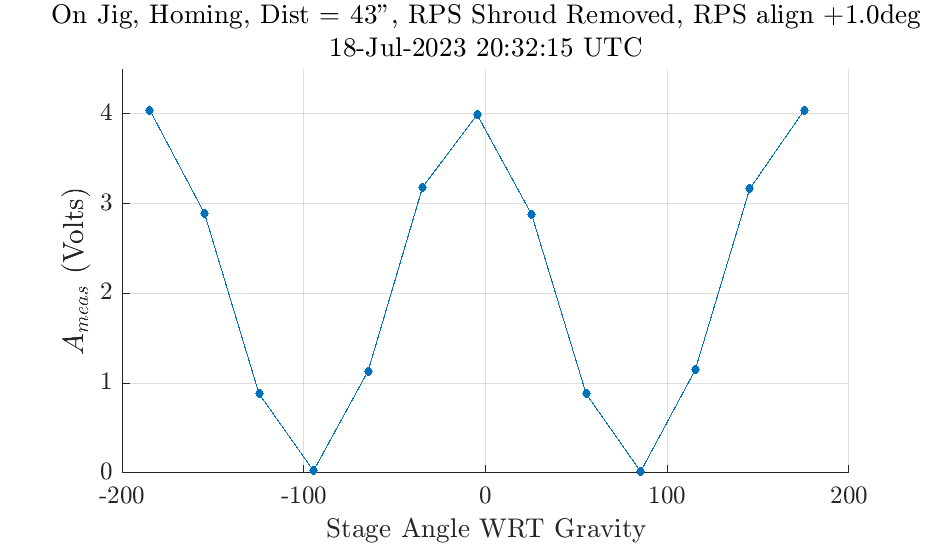 On Jig, Homing, Dist = 43”, RPS Shroud Removed, RPS align +1.0deg
18-Jul-2023 20:32:15 UTC
4
3
2
1
0
A_meas (Volts)
-200 -100 0 100 200
Stage Angle WRT Gravity